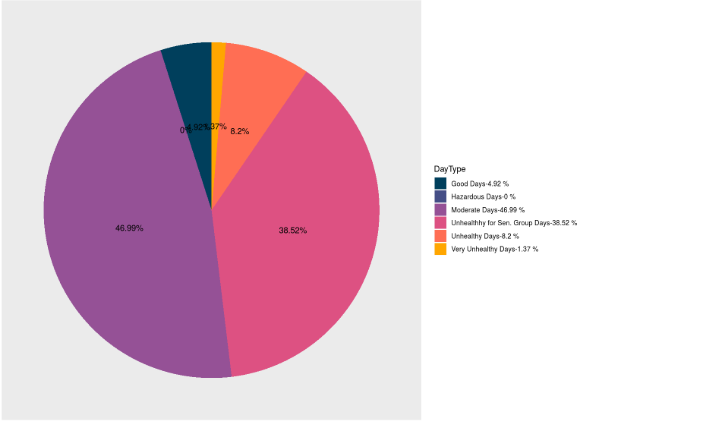 0%
4.92%
1.37%
8.2%
46.99%
38.52%
DayType
Good Days-4.92 %
Hazardous Days-0 %
Moderate Days-46.99 %
Unhealhhy for Sen. Group Days-38.52 %
Unhealthy Days-8.2 %
Very Unhealthy Days-1.37 %